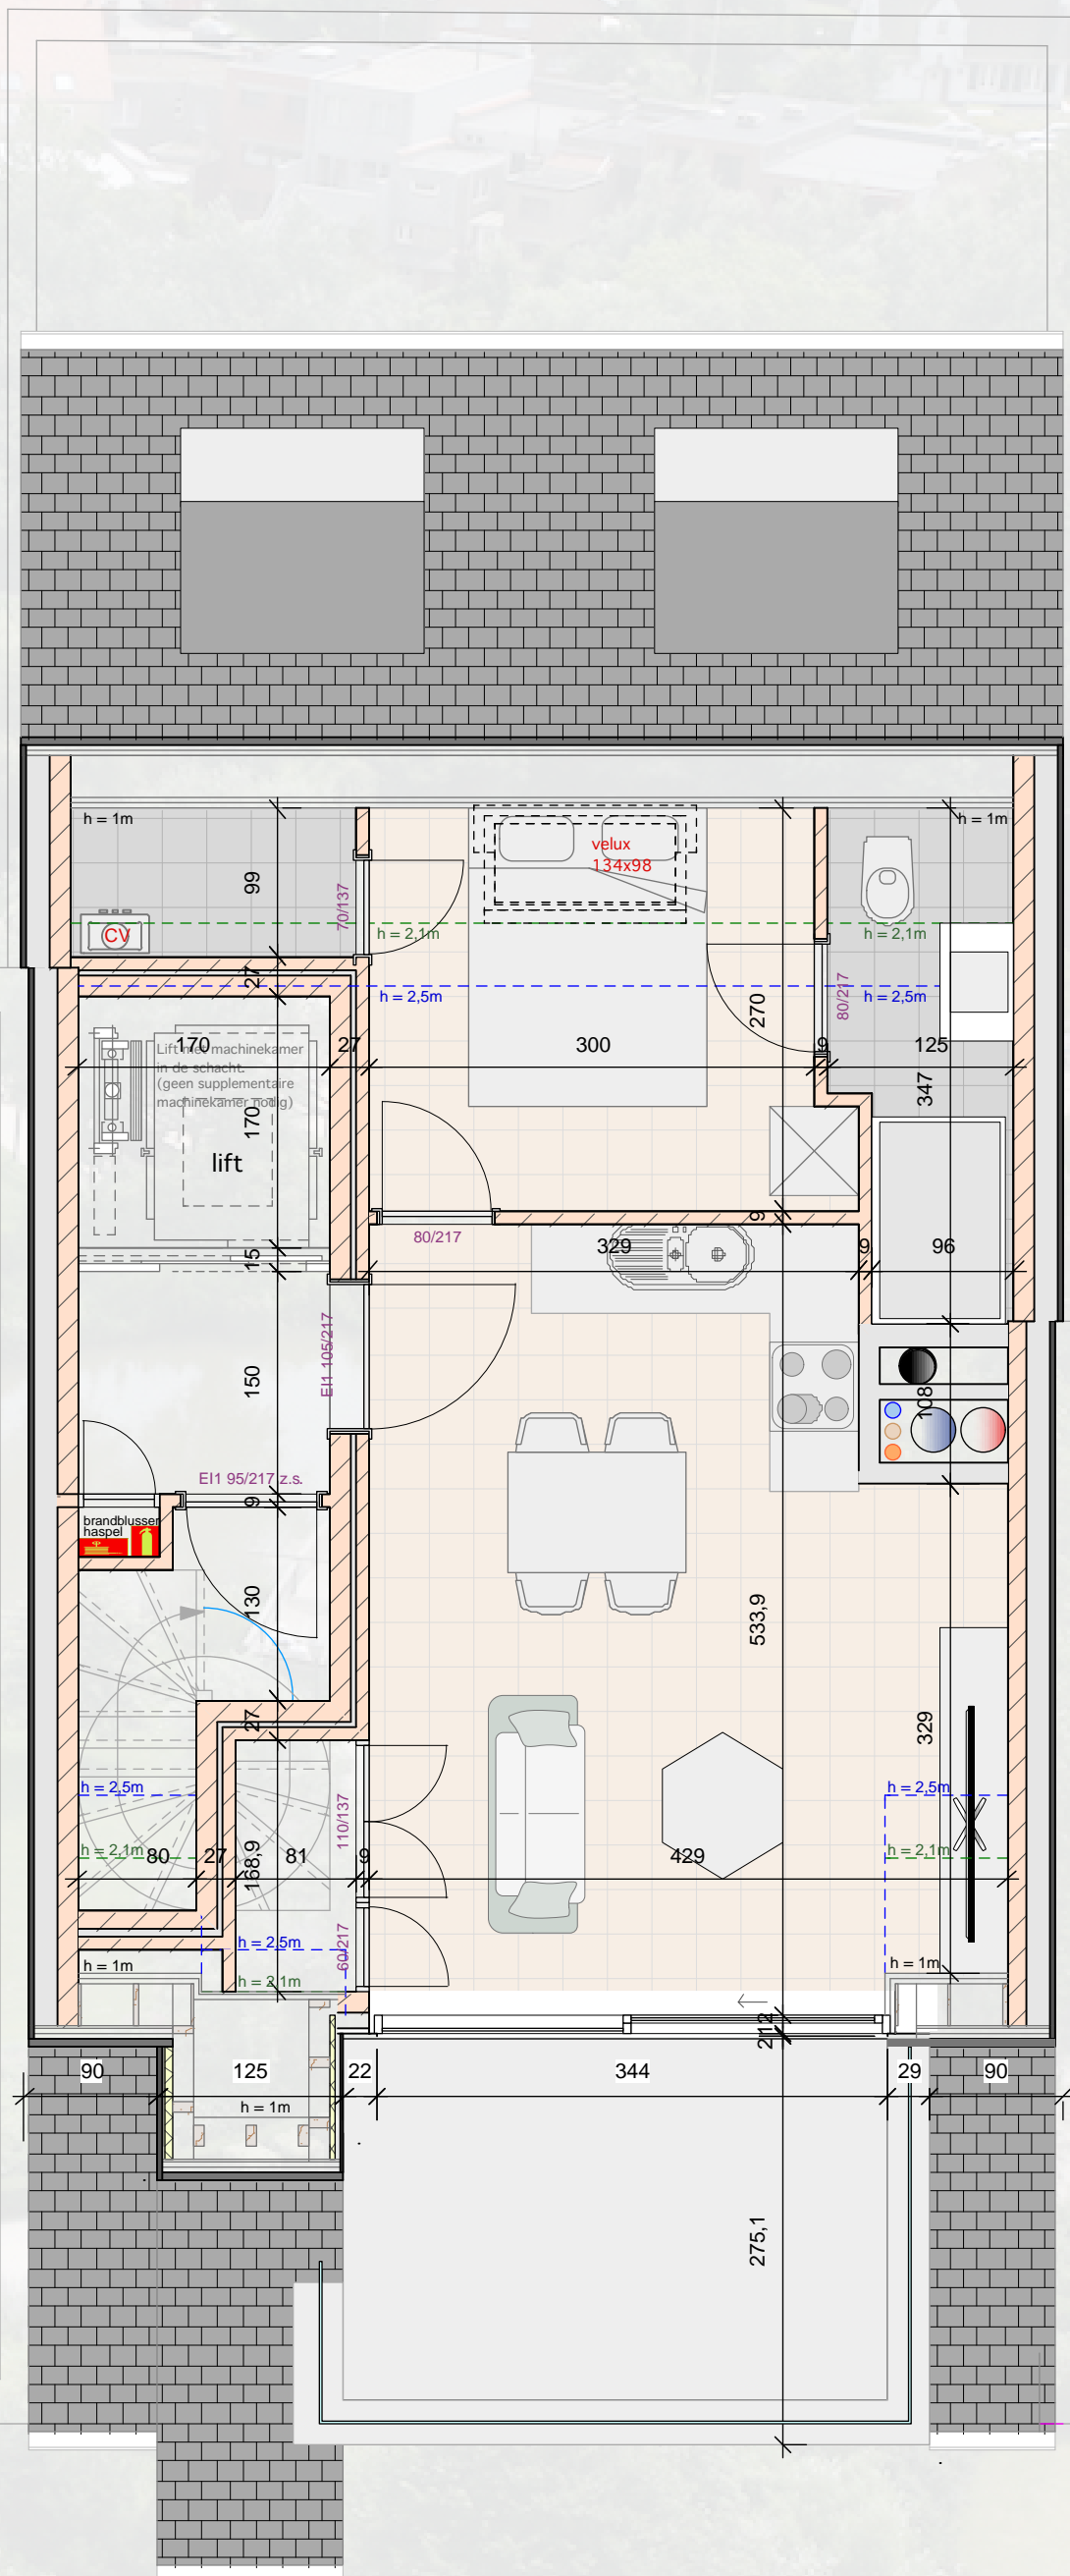 h = 1m
h = 1m
velux
134x98
99
70/137
CV
h = 2,1m
h = 2,1m
27
h = 2,5m
h = 2,5m
80/217
270
170
27
300
9
125
Lift met machinekamer
in de schacht.
(geen supplementaire
machinekamer nodig)
347
170
lift
9
80/217
329
9
96
15
EI1 105/217
150
108
EI1 95/217 z.s.
9
brandblusser
haspel
130
533,9
27
329
h = 2,5m
h = 2,5m
110/137
h = 2,1m
h = 2,1m
80
27
168,9
81
9
429
h = 2,5m
60/217
h = 1m
h = 1m
h = 2,1m
212
90
125
22
344
29
90
h = 1m
275,1